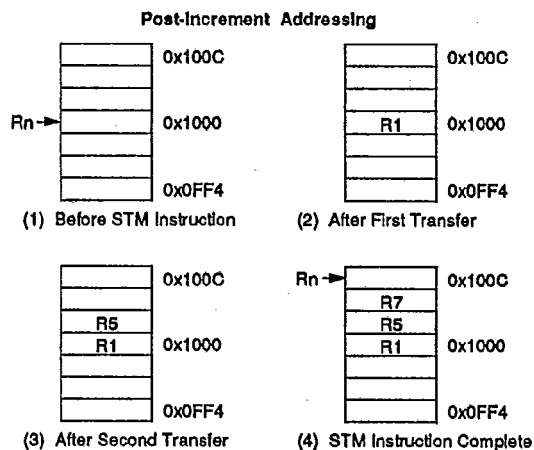 Post-Increment Addressing
0x100C
Rn
0x1000
0x0FF4
(1) Before STM Instruction
0x100C
R1
0x1000
0x0FF4
(2) After First Transfer
0x100C
R5
R1
0x1000
0x0FF4
(3) After Second Transfer
Rn
0x100C
R7
R5
R1
0x1000
0x0FF4
(4) STM Instruction Complete